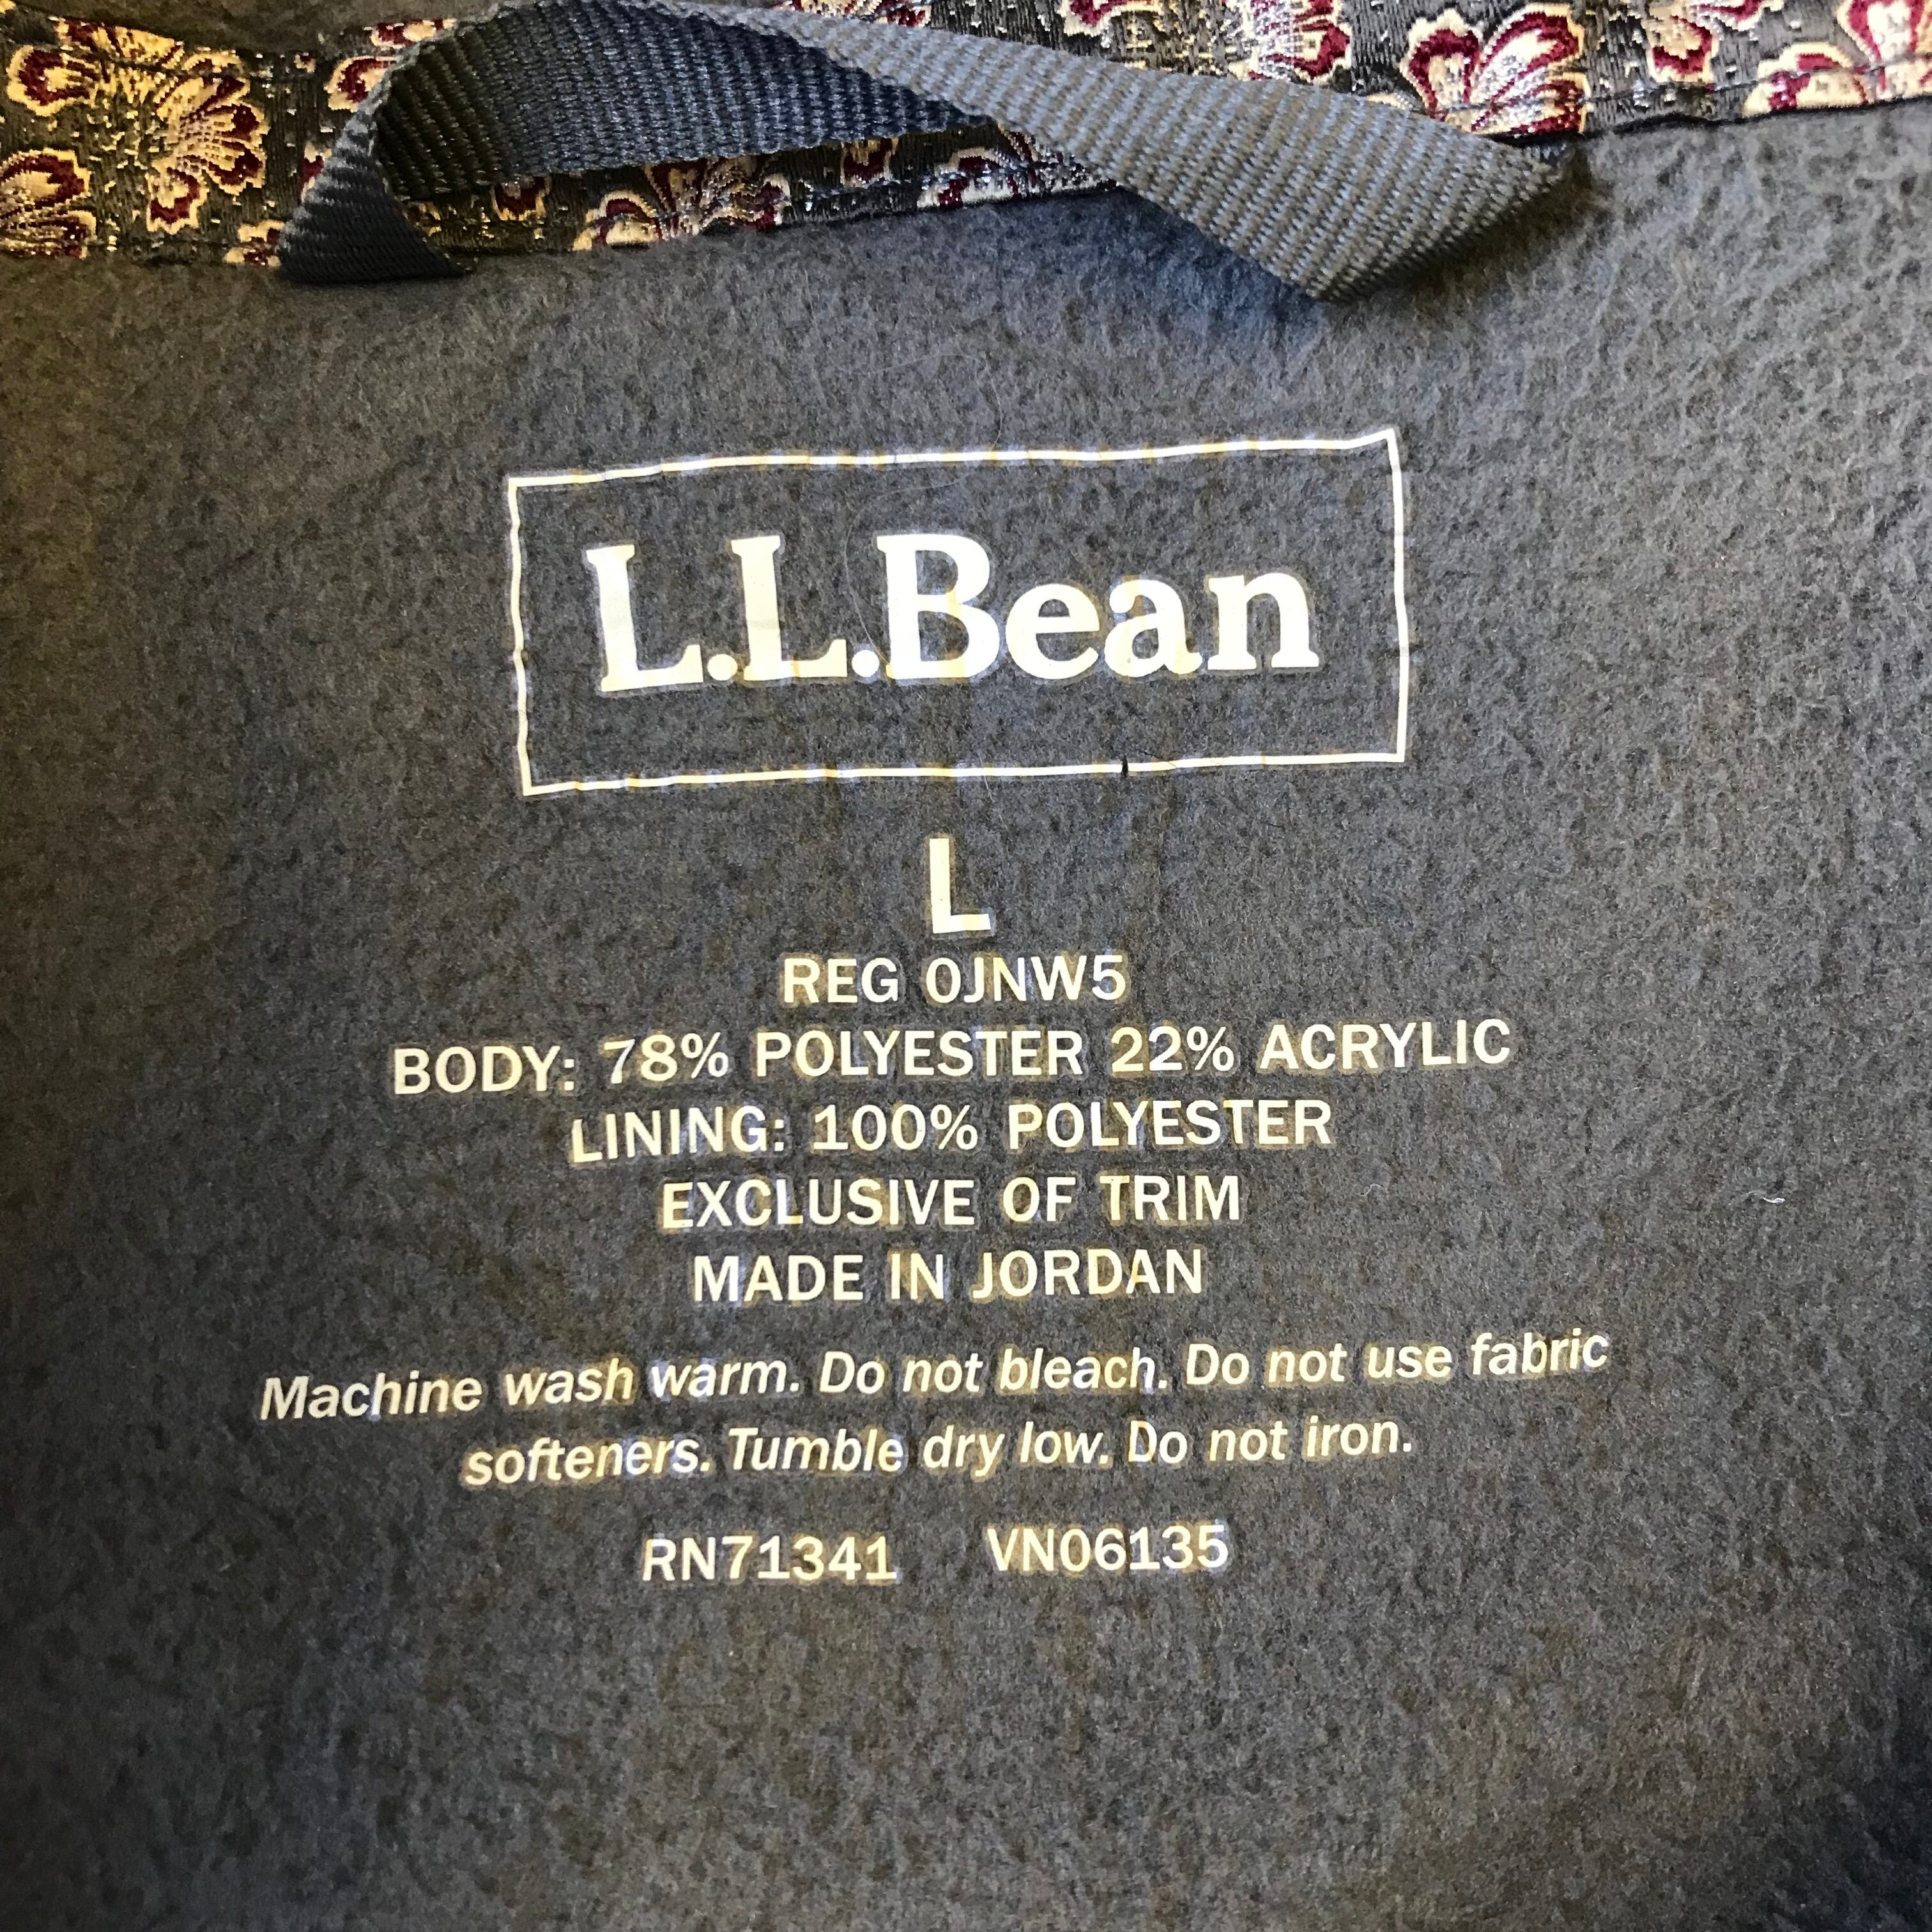 L.L.Bean
L
REG 0JNW5
BODY: 78% POLYESTER 22% ACRYLIC
LINING: 100% POLYESTER
EXCLUSIVE OF TRIM
MADE IN JORDAN
Machine wash warm. Do not bleach. Do not use fabric
softeners. Tumble dry low. Do not iron.
RN71341 VN06135